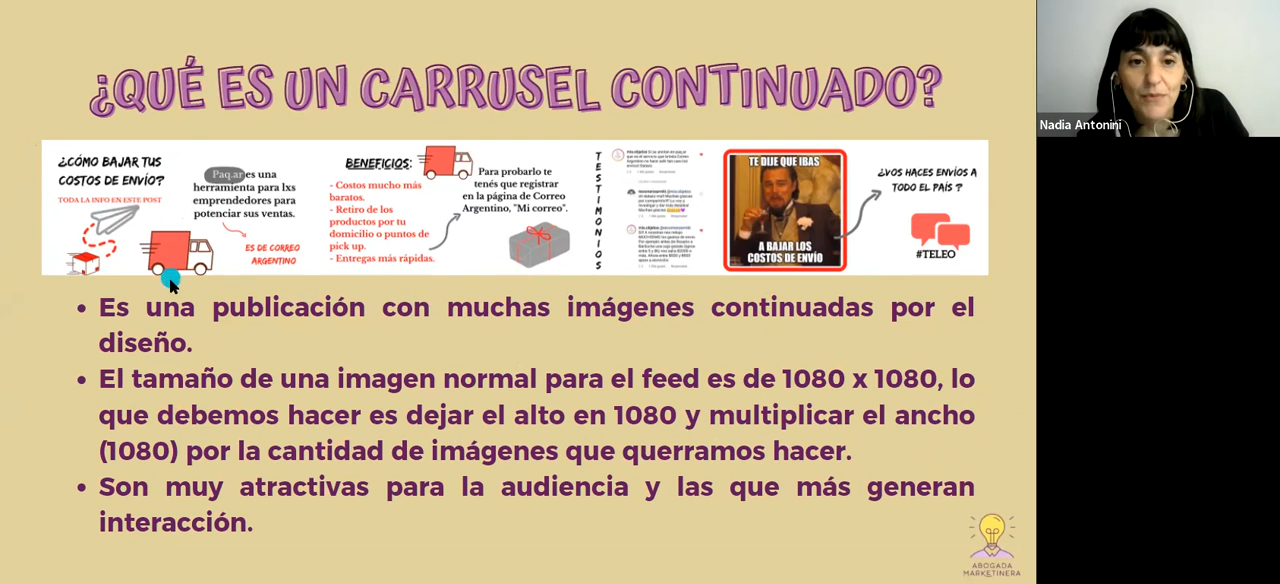 ¿QUÉ ES UN CARRUSEL CONTINUADO?
¿CÓMO BAJAR TUS
COSTOS DE ENVÍO?
TODA LA INFO EN ESTE POST
Paq.ar es una
herramienta para lxs
emprendedores para
potenciar sus ventas.
ES DE CORREO
ARGENTINO
BENEFICIOS:
- Costos mucho más
baratos.
- Retiro de los
productos por tu
domicilio o puntos de
pick up.
- Entregas más rápidas.
Para probarlo te
tenés que registrar
en la página de Correo
Argentino, "Mi correo".
TESTIMONIOS
TE DIJE QUE IBAS
A BAJAR LOS
COSTOS DE ENVÍO
¿VOS HACES ENVÍOS A
TODO EL PAÍS ?
#TELEO
• Es una publicación con muchas imágenes continuadas por el
diseño.
• El tamaño de una imagen normal para el feed es de 1080 x 1080, lo
que debemos hacer es dejar el alto en 1080 y multiplicar el ancho
(1080) por la cantidad de imágenes que querramos hacer.
• Son muy atractivas para la audiencia y las que más generan
interacción.
ABOGADA
MARKETINERA
Nadia Antonini